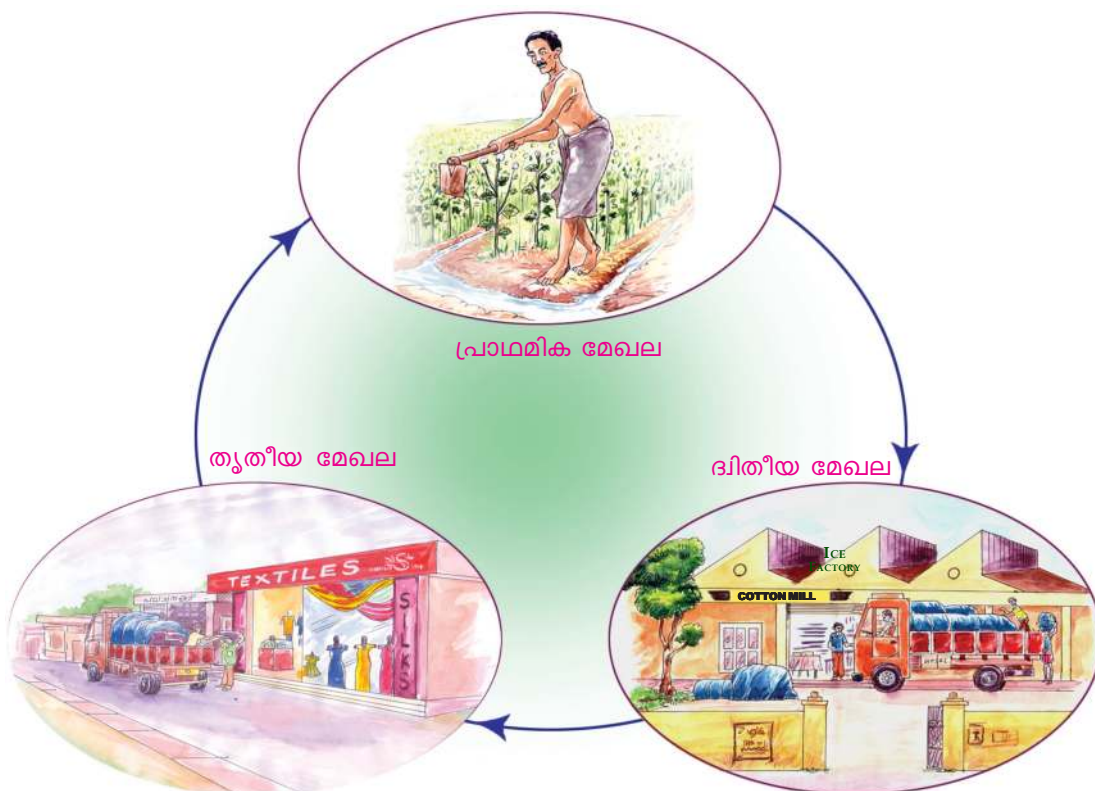 പ്രാഥമിക മേഖല
തൃതീയ മേഖല
ദ്വിതീയ മേഖല
TEXTILES
SILKS
ICE
FACTORY
COTTON MILL